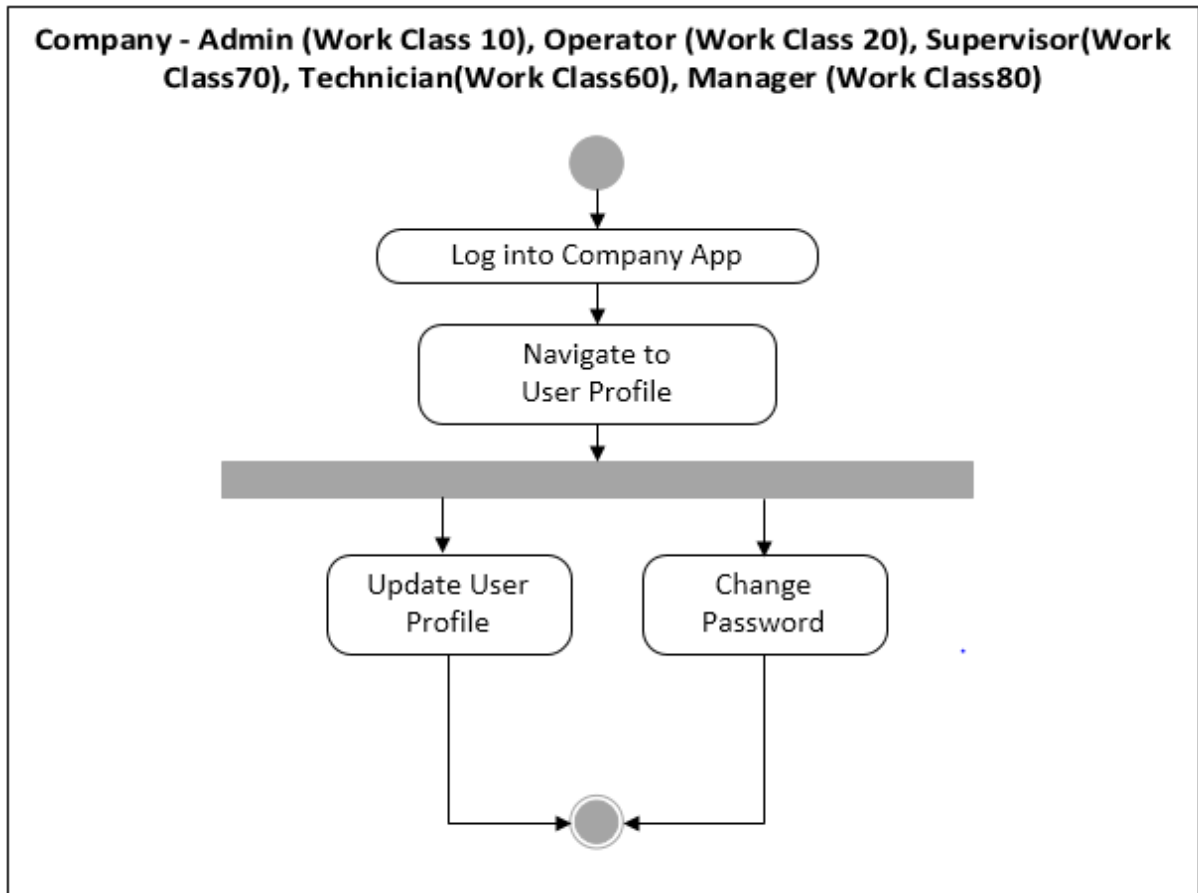 Company - Admin (Work Class 10), Operator (Work Class 20), Supervisor(Work
Class70), Technician(Work Class60), Manager (Work Class80)
Log into Company App
Navigate to
User Profile
Update User
Profile
Change
Password